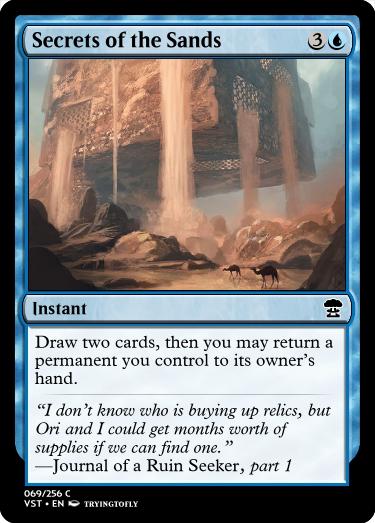 Secrets of the Sands 3
Instant
Draw two cards, then you may return a
permanent you control to its owner's
hand.
“I don't know who is buying up relics, but
Ori and I could get months worth of
supplies if we can find one.”
—Journal of a Ruin Seeker, part 1
069/256 C
VST • EN TRYINGTOFLY